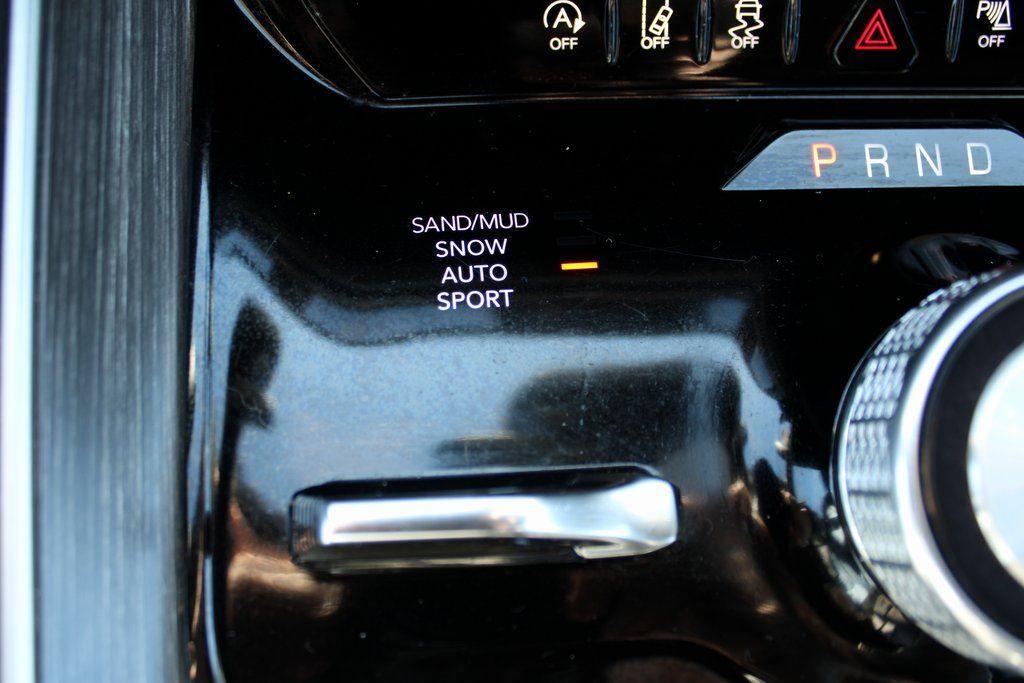 A
OFF
OFF
OFF
P
OFF
P R N D
SAND/MUD
SNOW
AUTO
SPORT